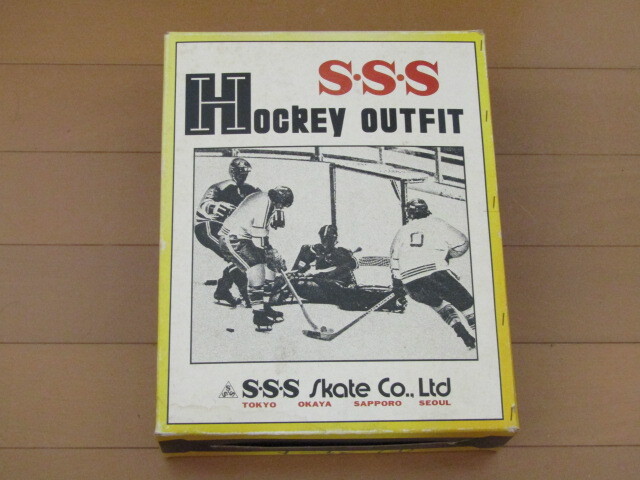 S·S·S
Hockey OUTFIT
S·S·S Skate Co., Ltd
TOKYO OKAYA SAPPORO SEOUL